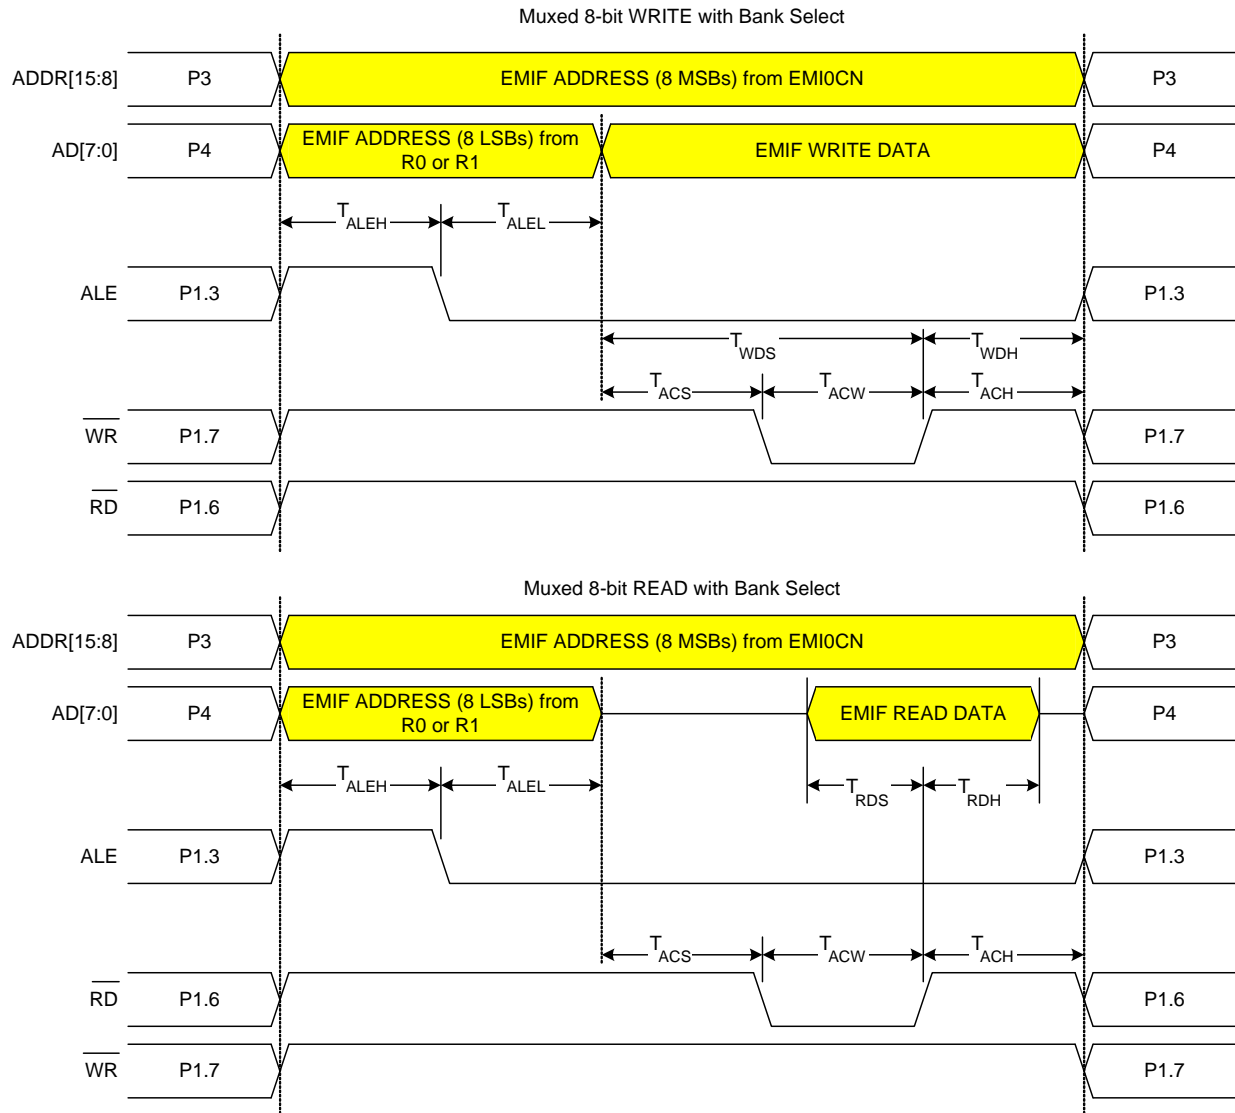 Muxed 8-bit WRITE with Bank Select
ADDR[15:8] P3 EMIF ADDRESS (8 MSBs) from EMI0CN P3
AD[7:0] P4 EMIF ADDRESS (8 LSBs) from
R0 or R1 EMIF WRITE DATA P4
TALEH TALEL
ALE P1.3 P1.3
TWDS TWDH
TACS TACW TACH
WR P1.7 P1.7
RD P1.6 P1.6
Muxed 8-bit READ with Bank Select
ADDR[15:8] P3 EMIF ADDRESS (8 MSBs) from EMI0CN P3
AD[7:0] P4 EMIF ADDRESS (8 LSBs) from
R0 or R1 EMIF READ DATA P4
TALEH TALEL TRDS TRDH
ALE P1.3 P1.3
TACS TACW TACH
RD P1.6 P1.6
WR P1.7 P1.7